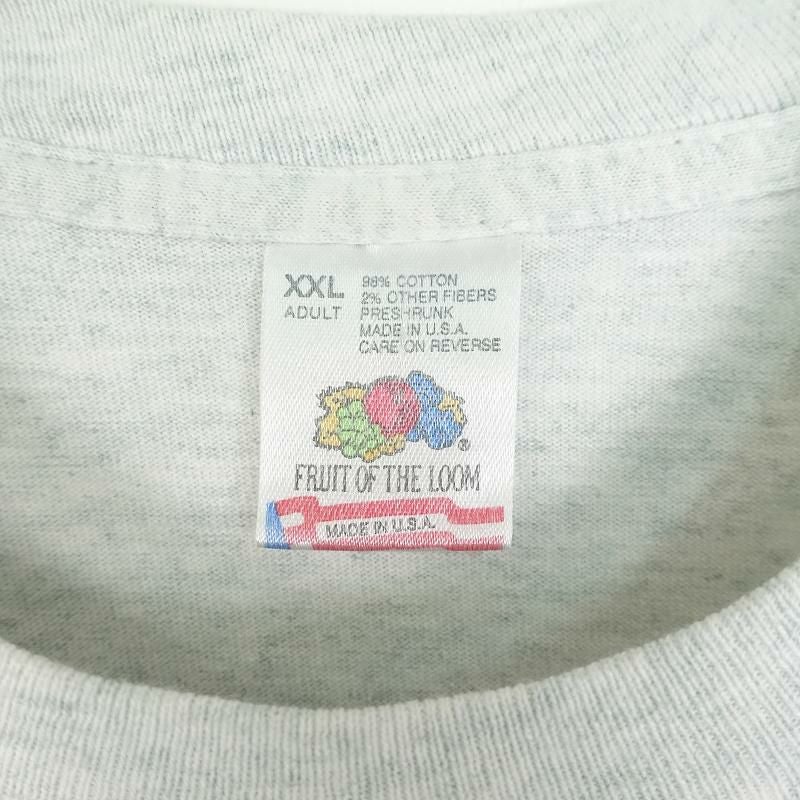 XXL
ADULT
98% COTTON
2% OTHER FIBERS
PRESHRUNK
MADE IN U.S.A.
CARE ON REVERSE
®
FRUIT OF THE LOOM
MADE IN U.S.A.